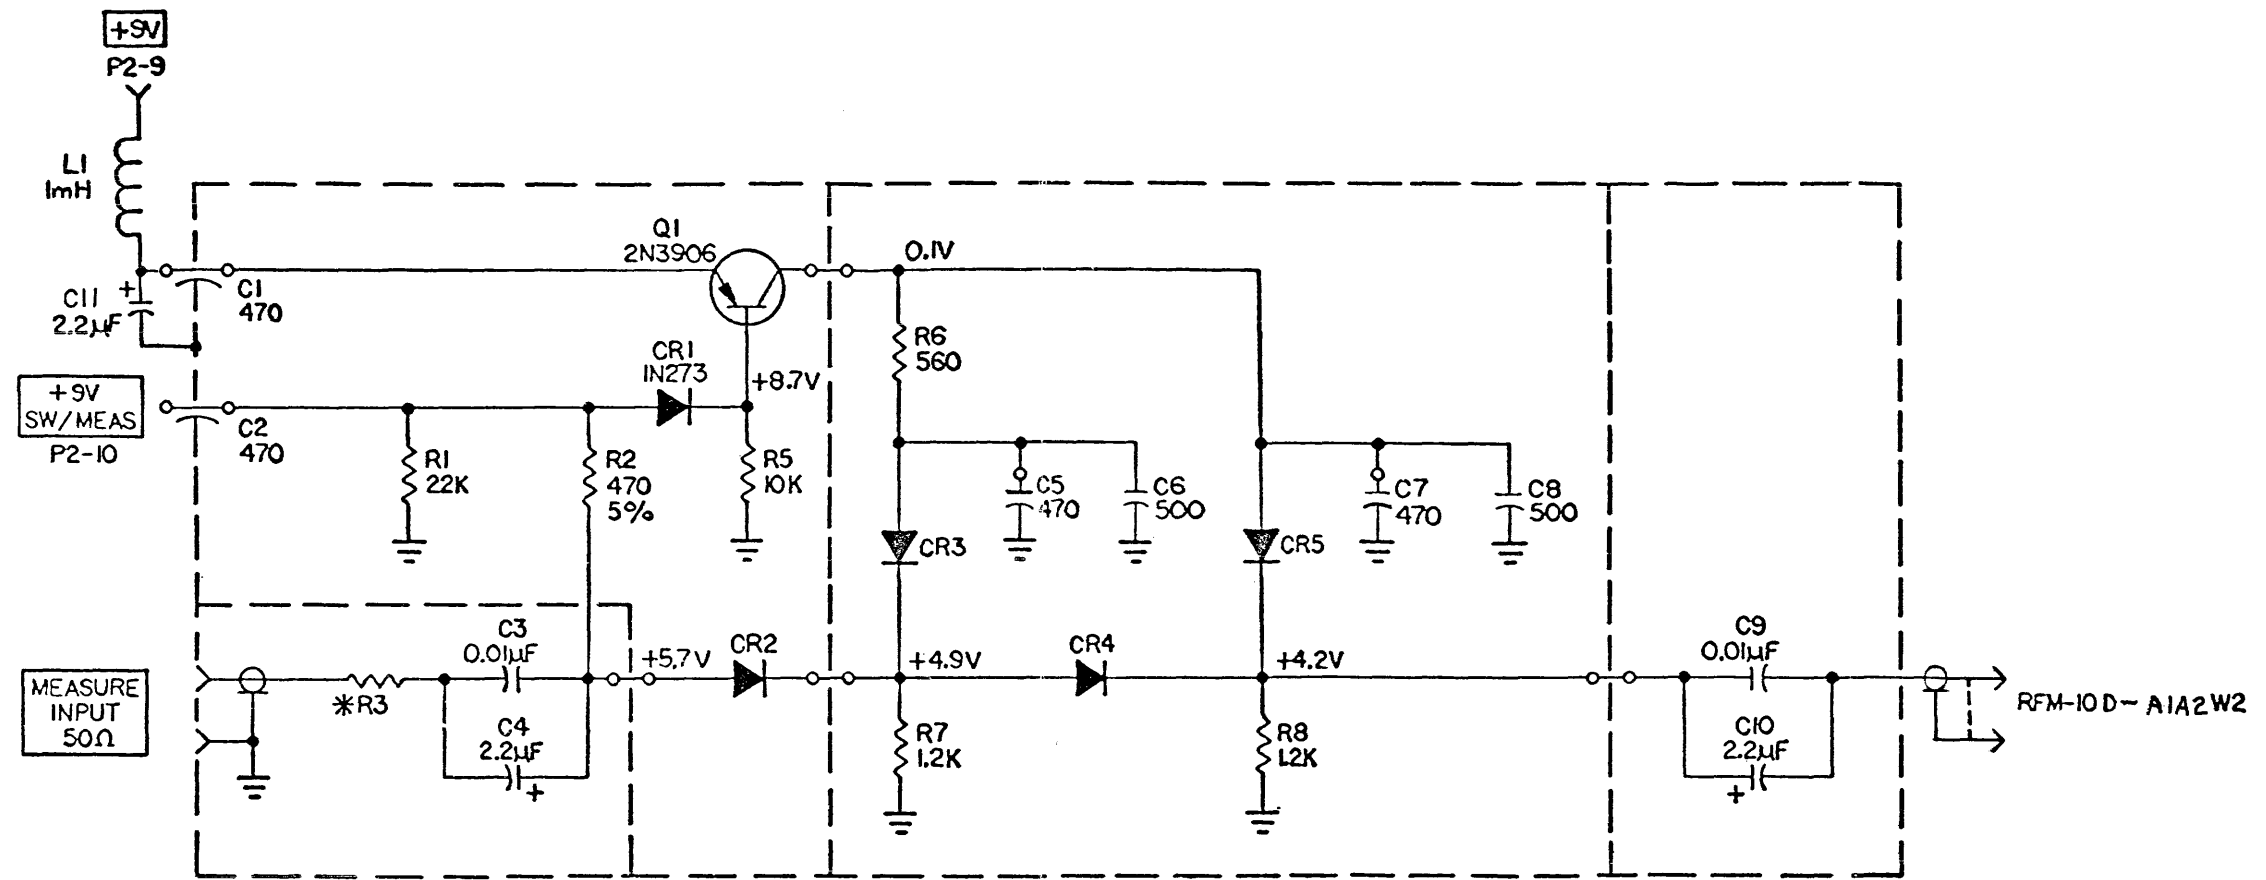 +9V
P2-9
L1
1mH
C11
+
2.2µF
C1
470
Q1
2N3906
0.1V
+9V
SW/MEAS
P2-10
C2
470
CR1
1N273
+8.7V
R1
22K
R2
470
5%
R5
10K
R6
560
C5
470
C6
500
C7
470
C8
500
CR3
CR5
MEASURE
INPUT
50Ω
*R3
C3
0.01µF
C4
2.2µF
+
+5.7V
CR2
+4.9V
CR4
+4.2V
R7
1.2K
R8
1.2K
C9
0.01µF
C10
2.2µF
+
RFM-10D-A1A2W2